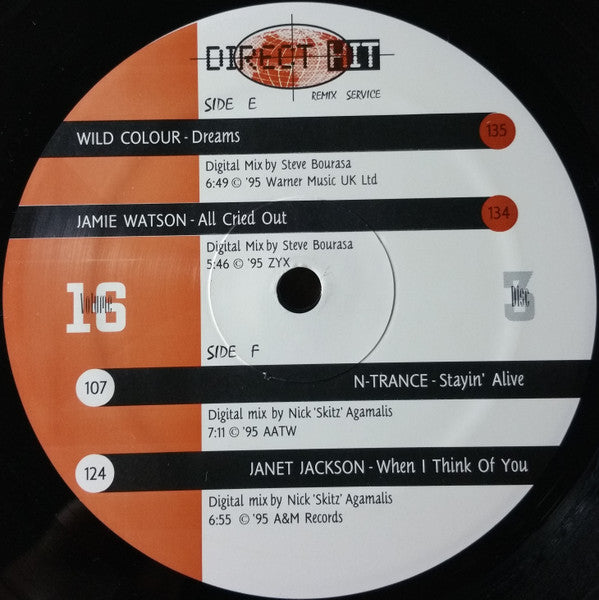 DIRECT HIT
REMIX SERVICE
SIDE E
WILD COLOUR - Dreams
135
Digital Mix by Steve Bourasa
6:49 © '95 Warner Music UK Ltd
JAMIE WATSON - All Cried Out
134
Digital Mix by Steve Bourasa
5:46 © '95 ZYX
16
Volume
3
Disc
SIDE F
107
N-TRANCE - Stayin' Alive
Digital mix by Nick 'Skitz' Agamalis
7:11 © '95 AATW
124
JANET JACKSON - When I Think Of You
Digital mix by Nick 'Skitz' Agamalis
6:55 © '95 A&M Records